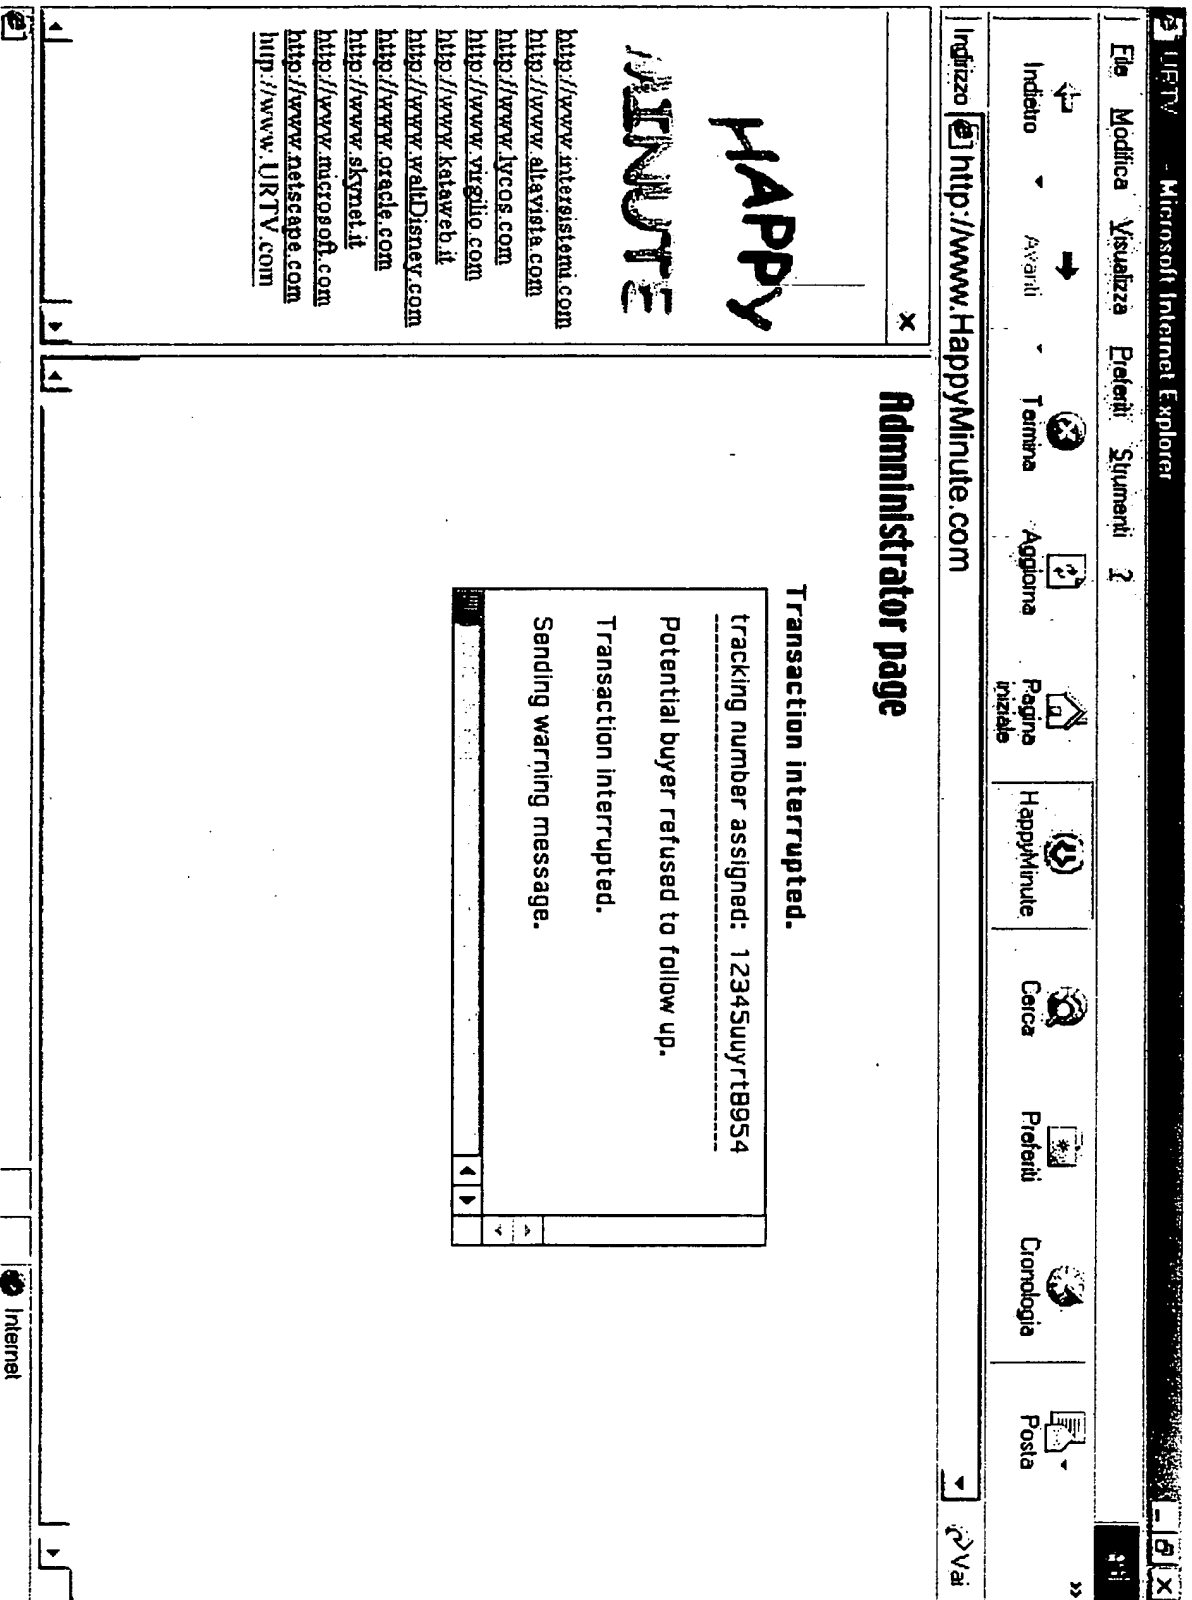 URTV - Microsoft Internet Explorer
File Modifica Visualizza Preferiti Strumenti ?
Indietro Avanti Termina Aggiorna Pagina iniziale HappyMinute Cerca Preferiti Cronologia Posta »
Indirizzo http://www.HappyMinute.com Vai
HAPPY
MINUTE
http://www.intersistemi.com
http://www.altavista.com
http://www.lycos.com
http://www.virgilio.com
http://www.kataweb.it
http://www.waltDisney.com
http://www.oracle.com
http://www.skynet.it
http://www.microsoft.com
http://www.netscape.com
http://www.URTV.com
Admninistrator page
Transaction interrupted.
tracking number assigned: 12345uuyrt8954
Potential buyer refused to follow up.
Transaction interrupted.
Sending warning message.
Internet